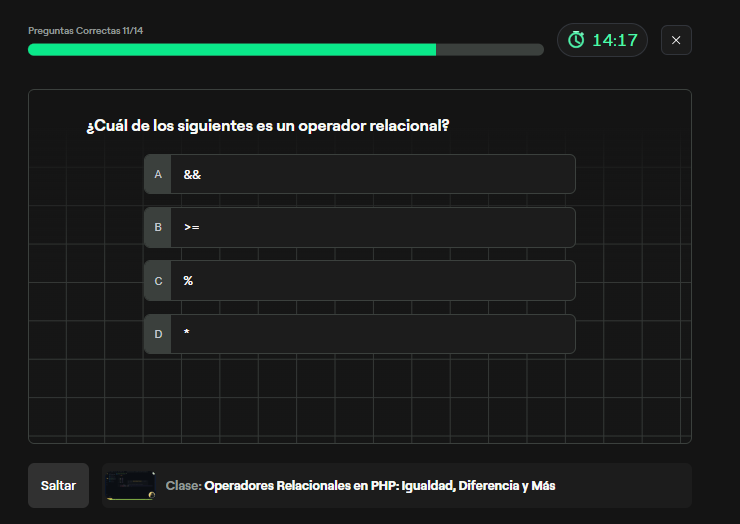 Preguntas Correctas 11/14
14:17
¿Cuál de los siguientes es un operador relacional?
A &&
B >=
C %
D *
Saltar
Clase: Operadores Relacionales en PHP: Igualdad, Diferencia y Más